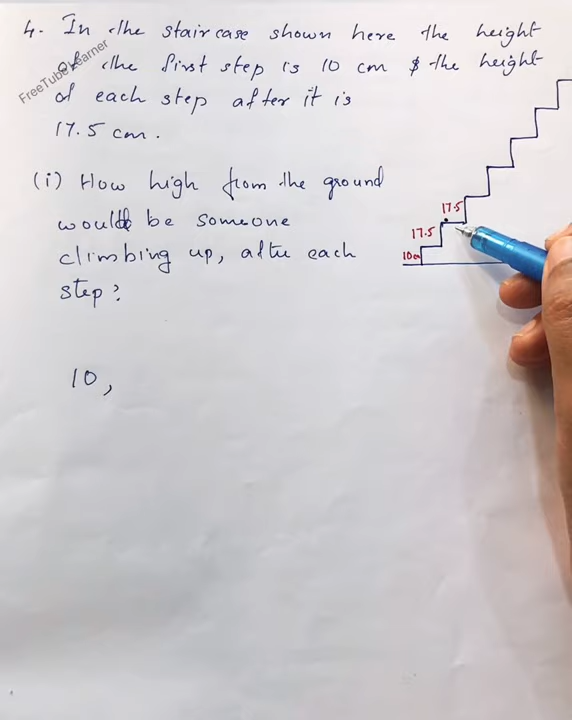 4. In the staircase shown here the height
of the first step is 10 cm & the height
of each step after it is
17.5 cm.
(i) How high from the ground
would be someone
climbing up, after each
step?
10,
17.5
17.5
10cm
FreeTube Learner